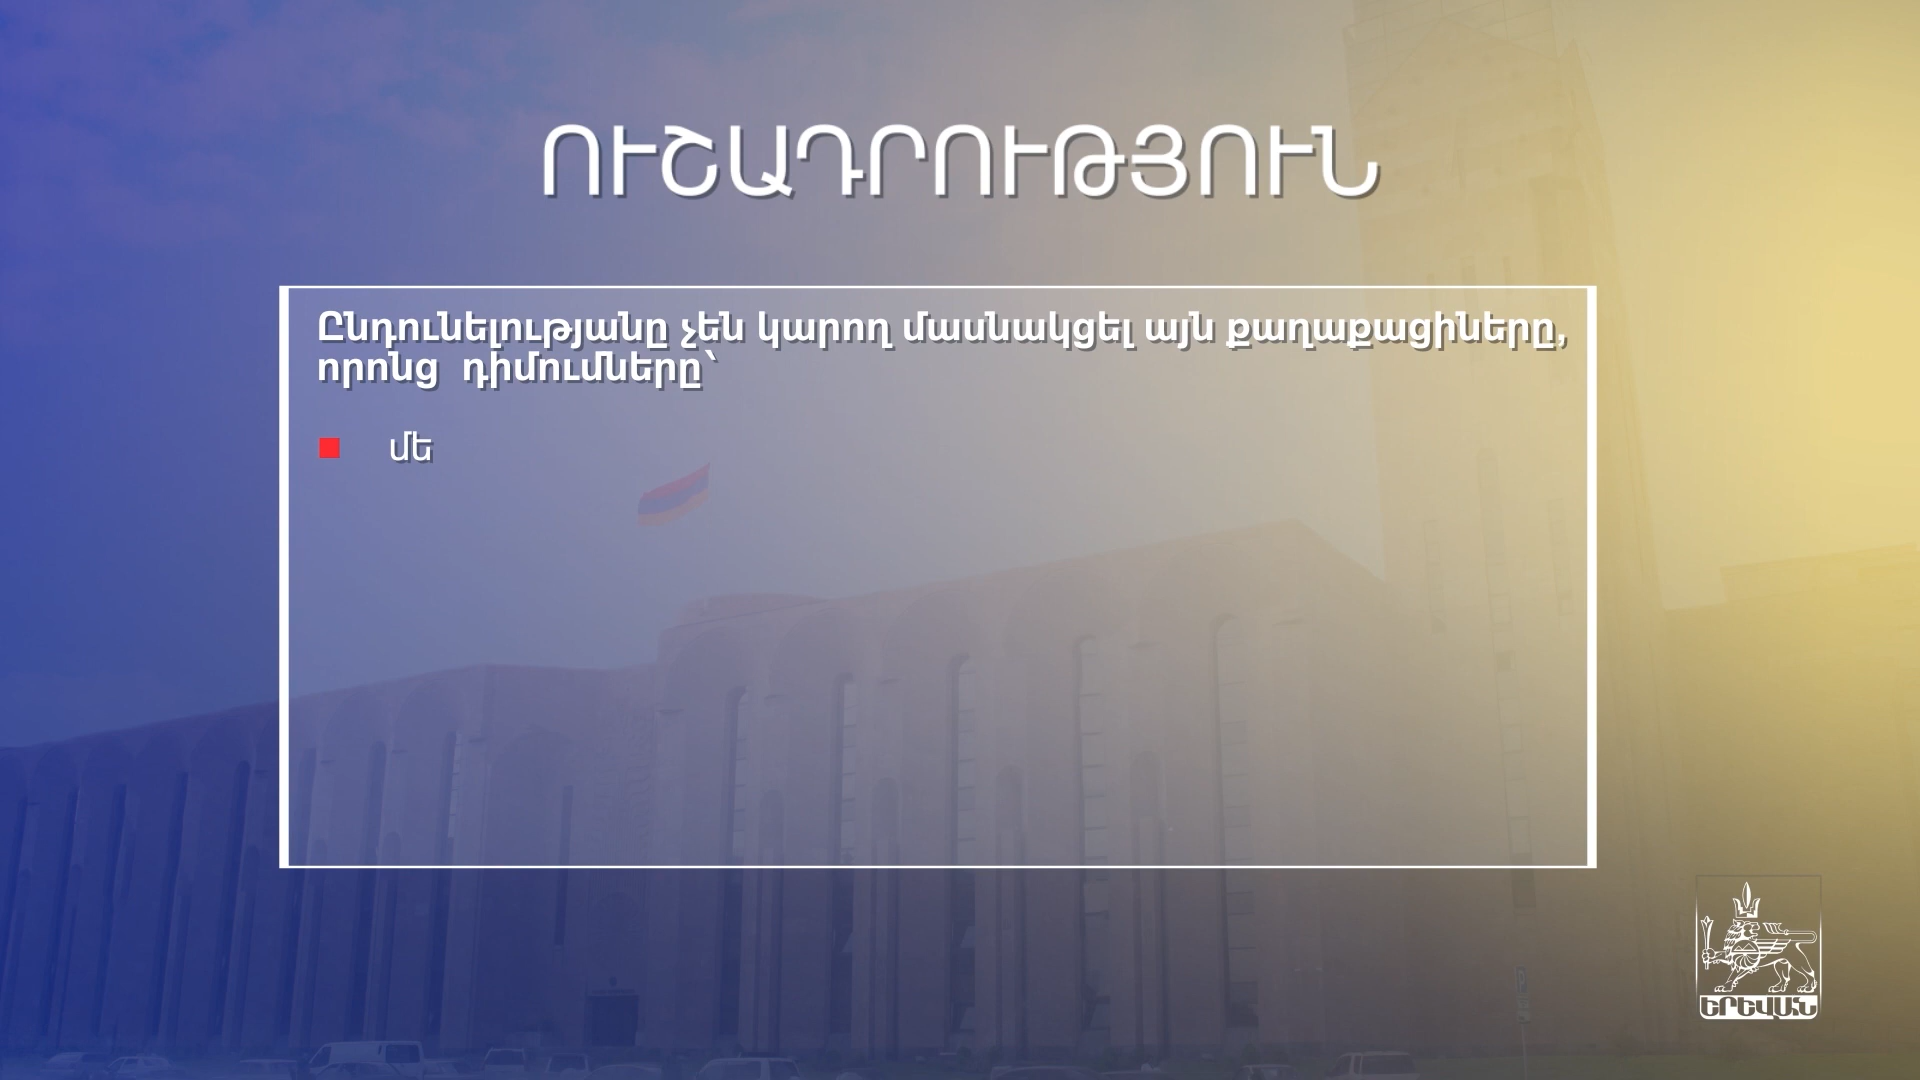 ՈՒՇԱԴՐՈՒԹՅՈՒՆ
Ընդունելությանը չեն կարող մասնակցել այն քաղաքացիները,
որոնց դիմումները՝
մե
ԵՐԵՎԱՆ